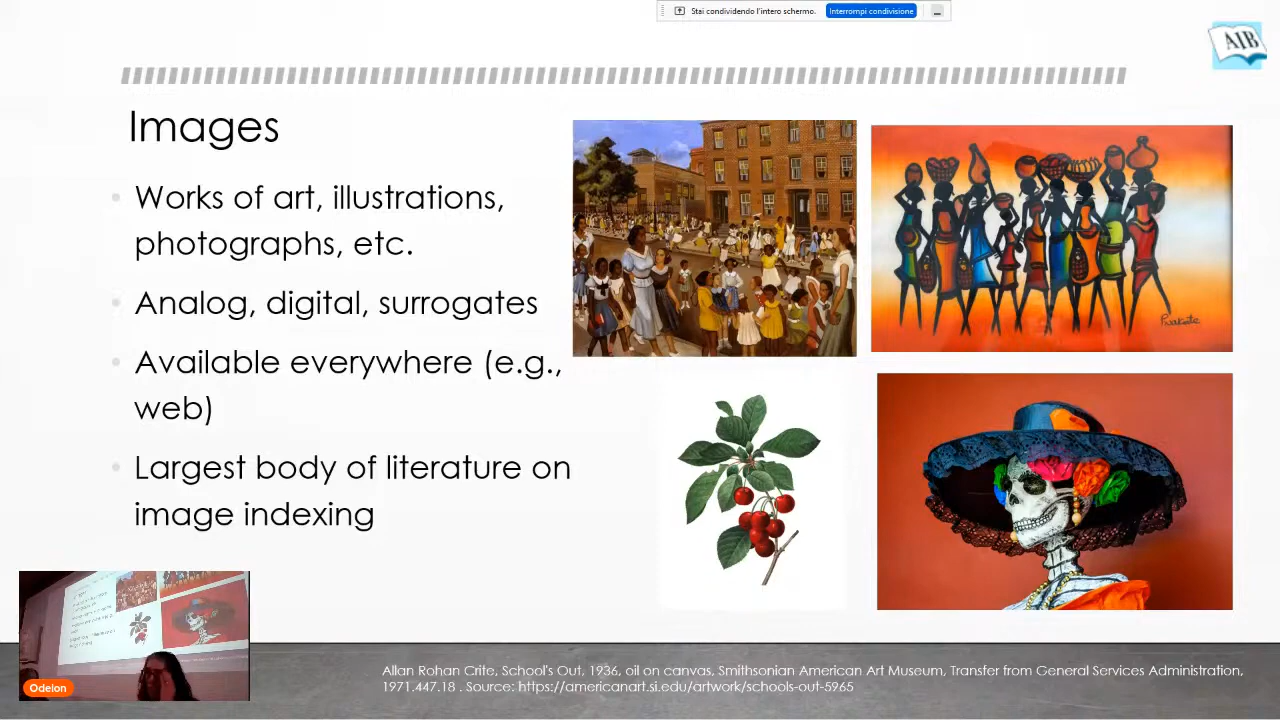 Stai condividendo l'intero schermo. Interrompi condivisione
AIB
Images
• Works of art, illustrations,
photographs, etc.
• Analog, digital, surrogates
• Available everywhere (e.g.,
web)
• Largest body of literature on
image indexing
Odelon
Allan Rohan Crite, School's Out, 1936, oil on canvas, Smithsonian American Art Museum, Transfer from General Services Administration,
1971.447.18 . Source: https://americanart.si.edu/artwork/schools-out-5965